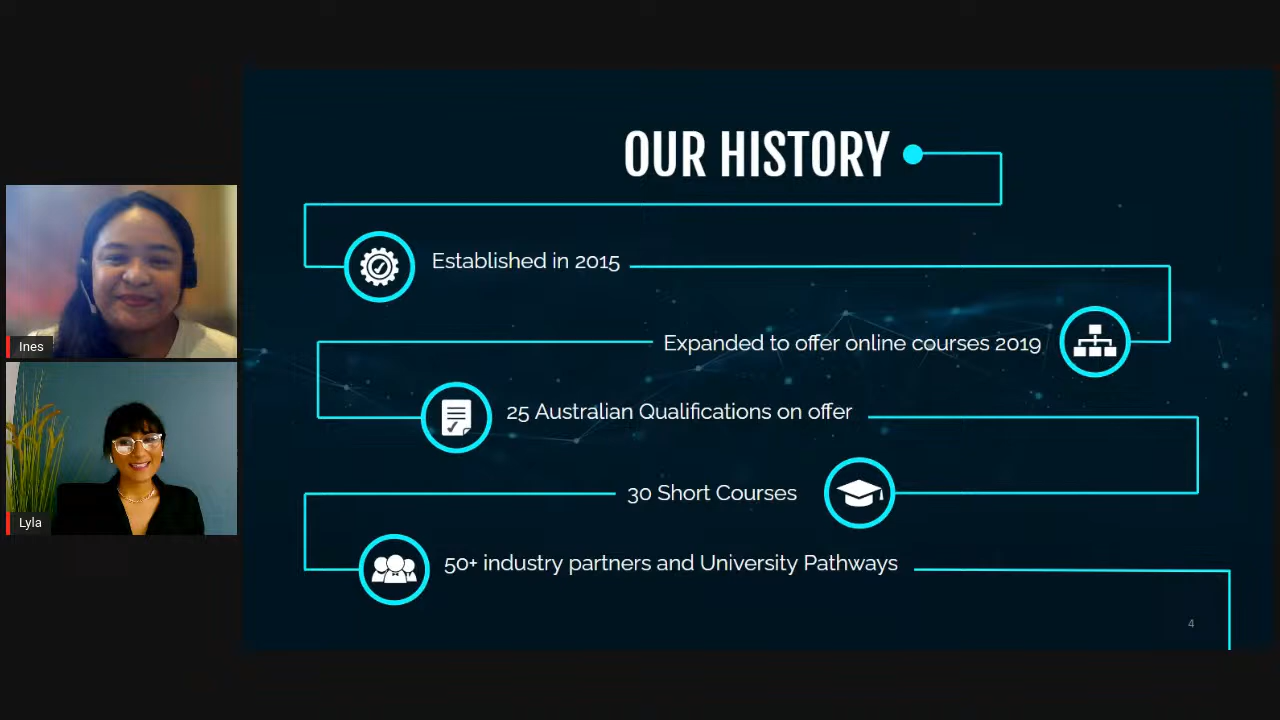 OUR HISTORY
Established in 2015
Expanded to offer online courses 2019
25 Australian Qualifications on offer
30 Short Courses
50+ industry partners and University Pathways
4
Ines
Lyla